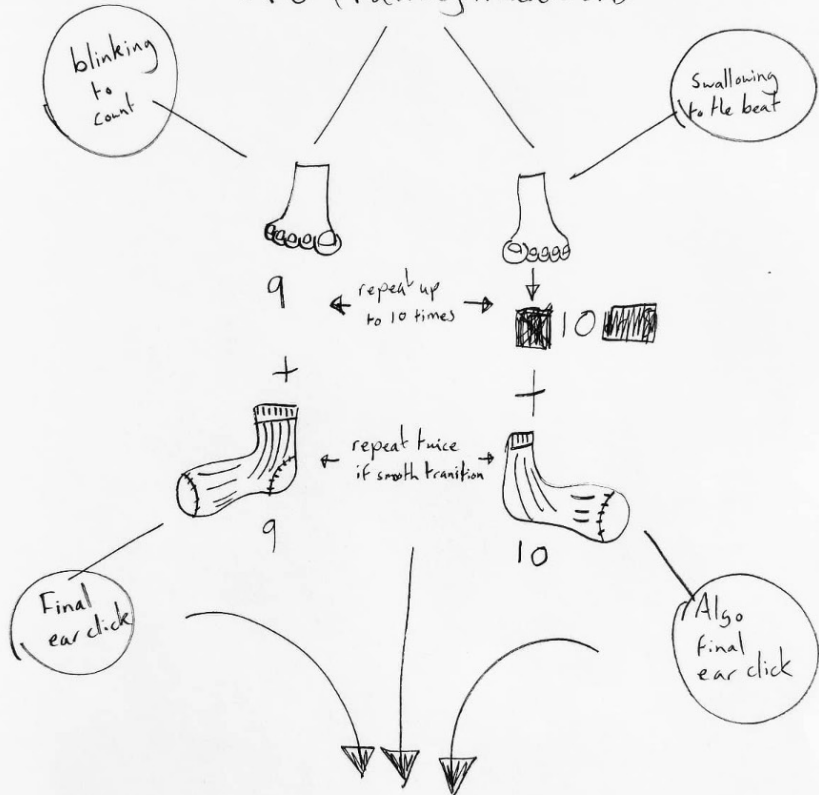 blinking
to
count
Swallowing
to the beat
9
repeat up
to 10 times
10
+
+
repeat twice
if smooth transition
9
10
Final
ear click
Algo
final
ear click